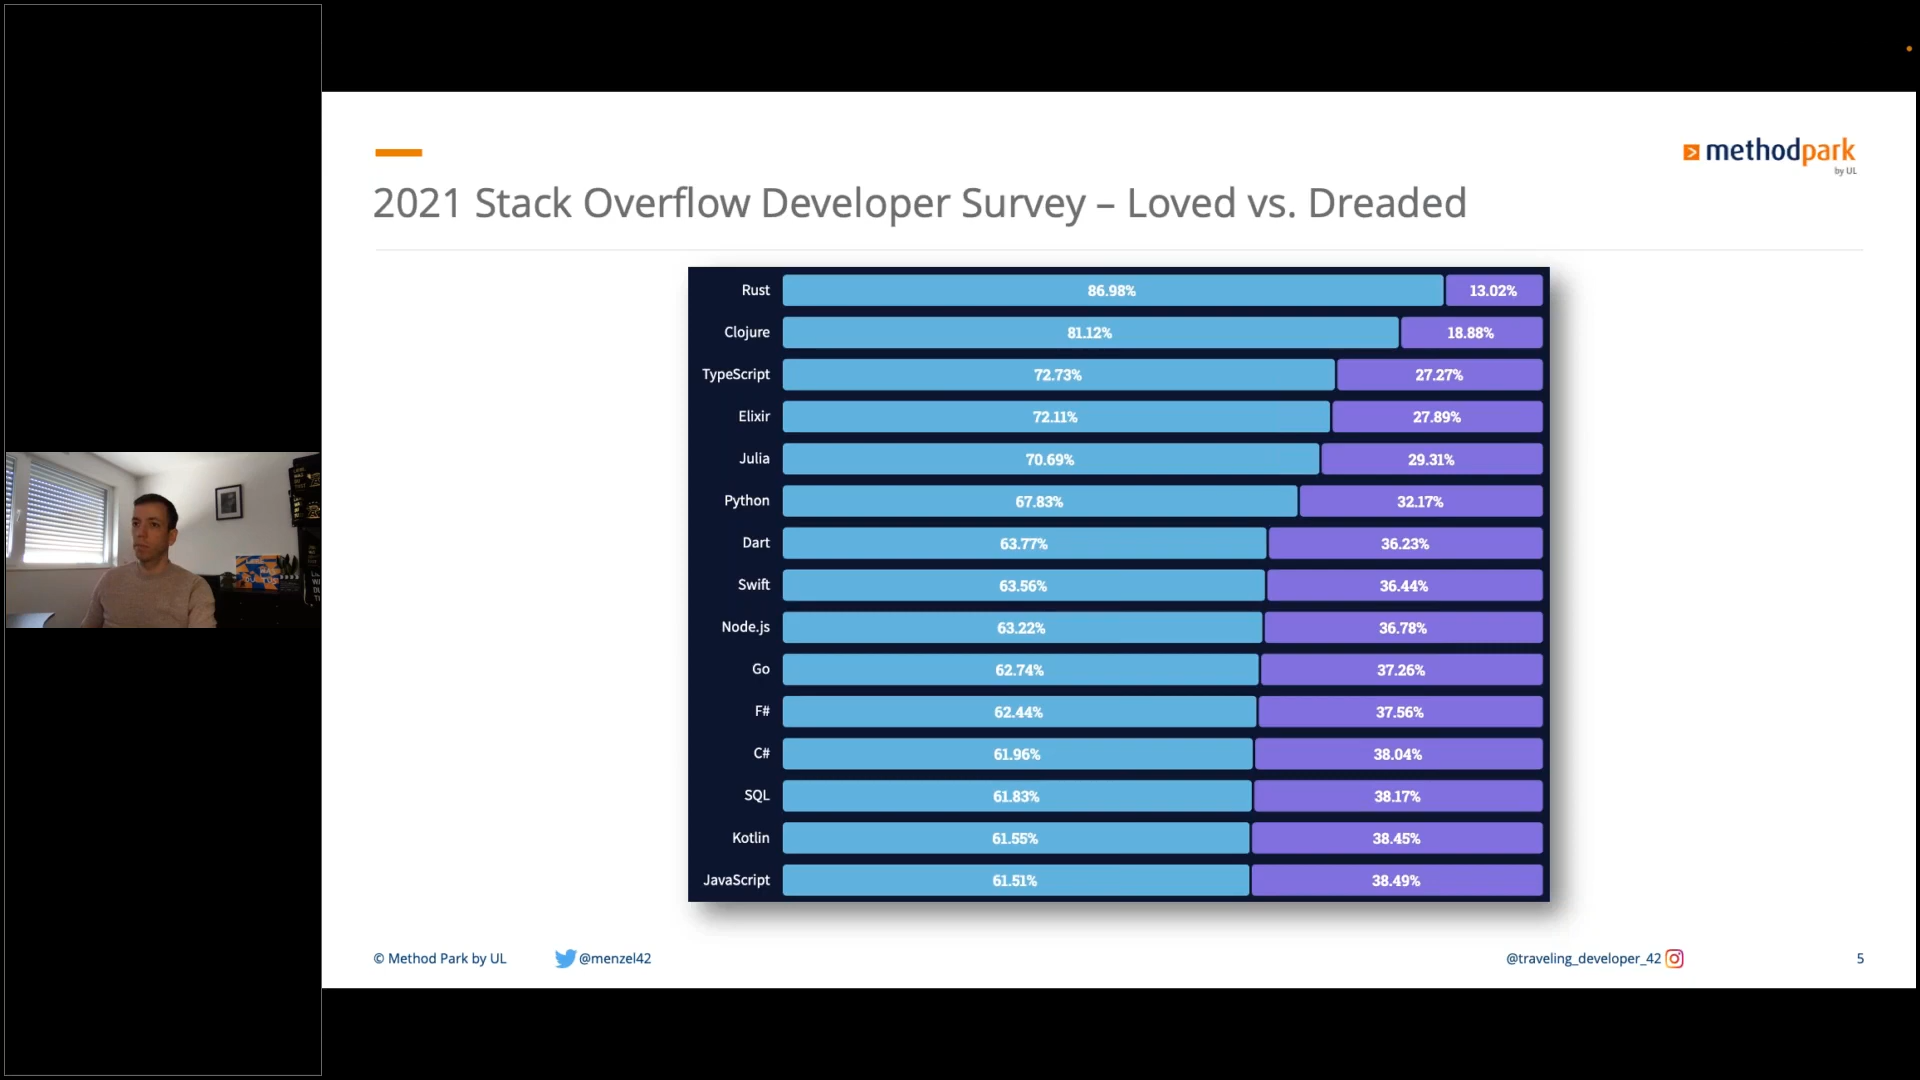 methodpark
by UL
2021 Stack Overflow Developer Survey – Loved vs. Dreaded
Rust 86.98% 13.02%
Clojure 81.12% 18.88%
TypeScript 72.73% 27.27%
Elixir 72.11% 27.89%
Julia 70.69% 29.31%
Python 67.83% 32.17%
Dart 63.77% 36.23%
Swift 63.56% 36.44%
Node.js 63.22% 36.78%
Go 62.74% 37.26%
F# 62.44% 37.56%
C# 61.96% 38.04%
SQL 61.83% 38.17%
Kotlin 61.55% 38.45%
JavaScript 61.51% 38.49%
© Method Park by UL @menzel42 @traveling_developer_42 5